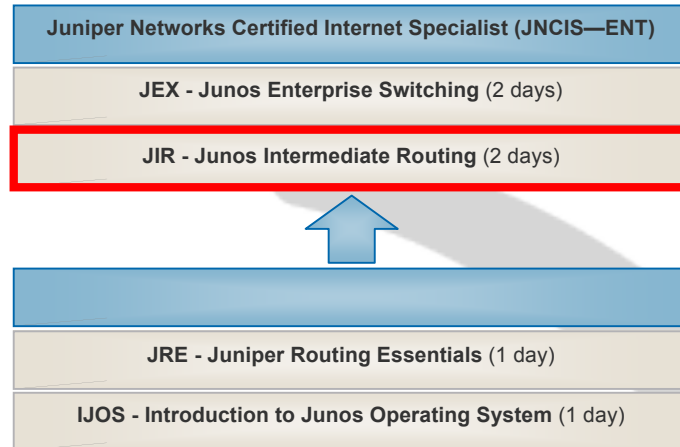 Juniper Networks Certified Internet Specialist (JNCIS—ENT)
JEX - Junos Enterprise Switching (2 days)
JIR - Junos Intermediate Routing (2 days)
JRE - Juniper Routing Essentials (1 day)
IJOS - Introduction to Junos Operating System (1 day)